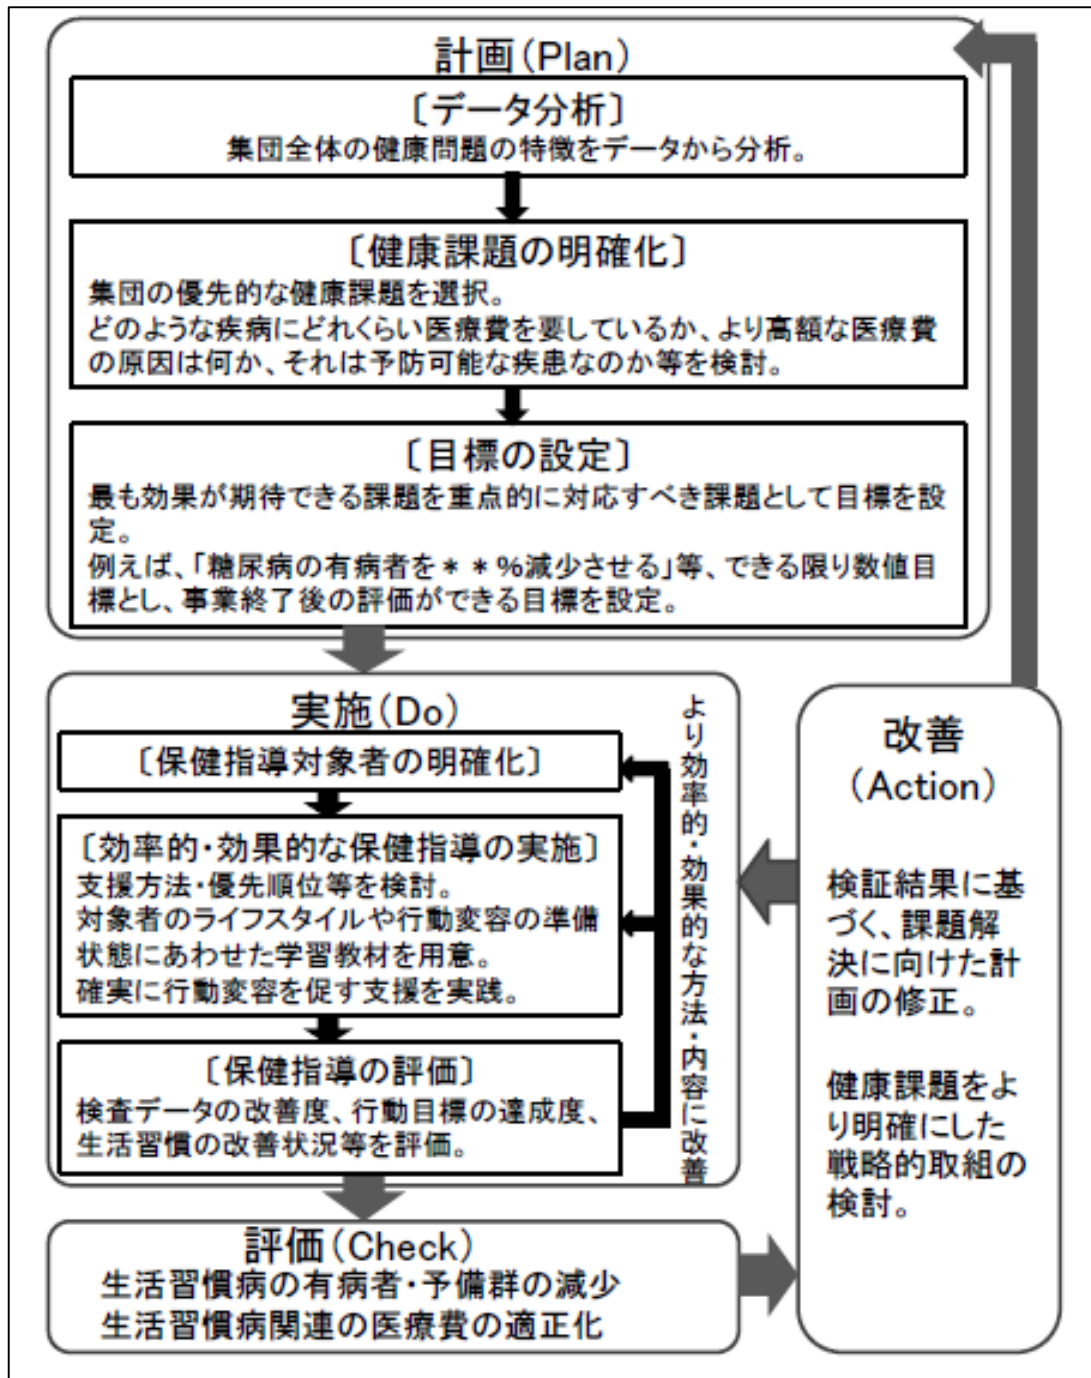 計画(Plan)
〔データ分析〕
集団全体の健康問題の特徴をデータから分析。
〔健康課題の明確化〕
集団の優先的な健康課題を選択。
どのような疾病にどれくらい医療費を要しているか、より高額な医療費
の原因は何か、それは予防可能な疾患なのか等を検討。
〔目標の設定〕
最も効果が期待できる課題を重点的に対応すべき課題として目標を設
定。
例えば、「糖尿病の有病者を＊＊%減少させる」等、できる限り数値目
標とし、事業終了後の評価ができる目標を設定。
実施(Do)
〔保健指導対象者の明確化〕
〔効率的・効果的な保健指導の実施〕
支援方法・優先順位等を検討。
対象者のライフスタイルや行動変容の準備
状態にあわせた学習教材を用意。
確実に行動変容を促す支援を実践。
〔保健指導の評価〕
検査データの改善度、行動目標の達成度、
生活習慣の改善状況等を評価。
より効率的・効果的な方法・内容に改善
評価(Check)
生活習慣病の有病者・予備群の減少
生活習慣病関連の医療費の適正化
改善
(Action)
検証結果に基
づく、課題解
決に向けた計
画の修正。
健康課題をよ
り明確にした
戦略的取組の
検討。